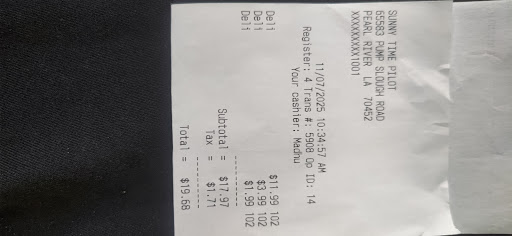 SUNNY TIME PILOT
65583 PUMP SLOUGH ROAD
PEARL RIVER LA 70452
XXXXXXXXX1001
11/07/2025 10:34:57 AM
Register: 4 Trans #: 5908 Op ID: 14
Your cashier: Madhu
Deli $11.99 102
Deli $3.99 102
Deli $1.99 102
Subtotal = $17.97
Tax = $1.71
Total = $19.68